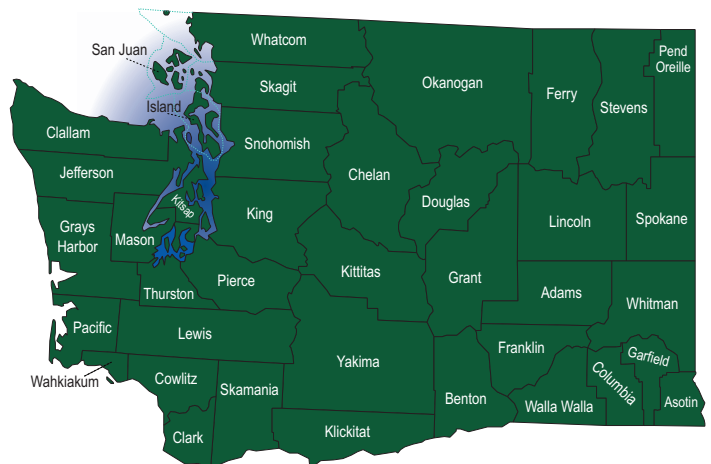 Whatcom
San Juan
Pend
Oreille
Skagit
Okanogan
Ferry
Stevens
Island
Clallam
Snohomish
Jefferson
Chelan
Douglas
Kitsap
King
Lincoln
Spokane
Grays
Harbor
Mason
Kittitas
Grant
Pierce
Adams
Thurston
Whitman
Pacific
Lewis
Yakima
Franklin
Garfield
Wahkiakum
Cowlitz
Skamania
Columbia
Benton
Walla Walla
Asotin
Clark
Klickitat